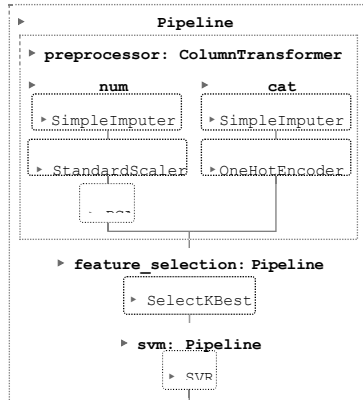 Pipeline
preprocessor: ColumnTransformer
num cat
SimpleImputer SimpleImputer
StandardScaler OneHotEncoder
feature_selection: Pipeline
SelectKBest
svm: Pipeline
SVR